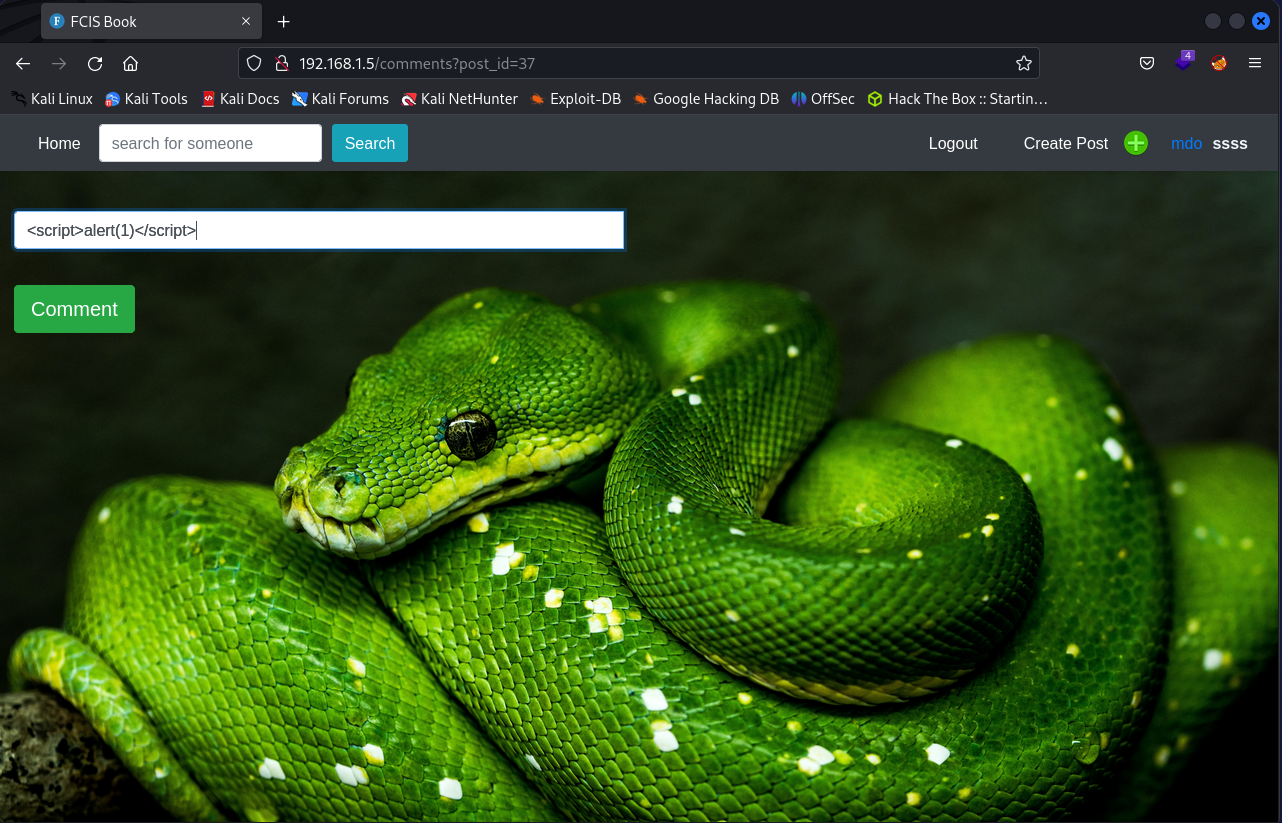 FCIS Book
192.168.1.5/comments?post_id=37
4
Kali Linux Kali Tools Kali Docs Kali Forums Kali NetHunter Exploit-DB Google Hacking DB OffSec Hack The Box :: Startin…
Home search for someone Search Logout Create Post mdo ssss
<script>alert(1)</script>
Comment